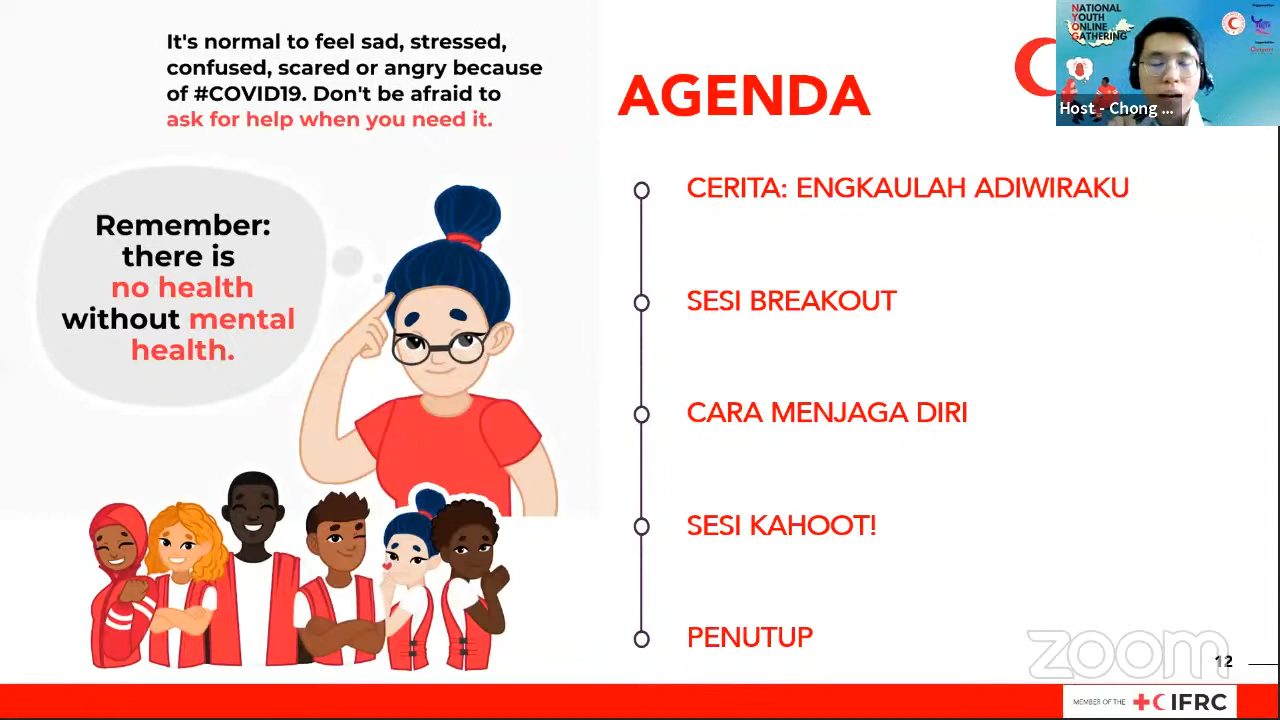 It's normal to feel sad, stressed,
confused, scared or angry because
of #COVID19. Don't be afraid to
ask for help when you need it.
Remember:
there is
no health
without mental
health.
AGENDA
CERITA: ENGKAULAH ADIWIRAKU
SESI BREAKOUT
CARA MENJAGA DIRI
SESI KAHOOT!
PENUTUP
NATIONAL
YOUTH
ONLINE
GATHERING
Host - Chong ...
zoom
12
MEMBER OF THE IFRC